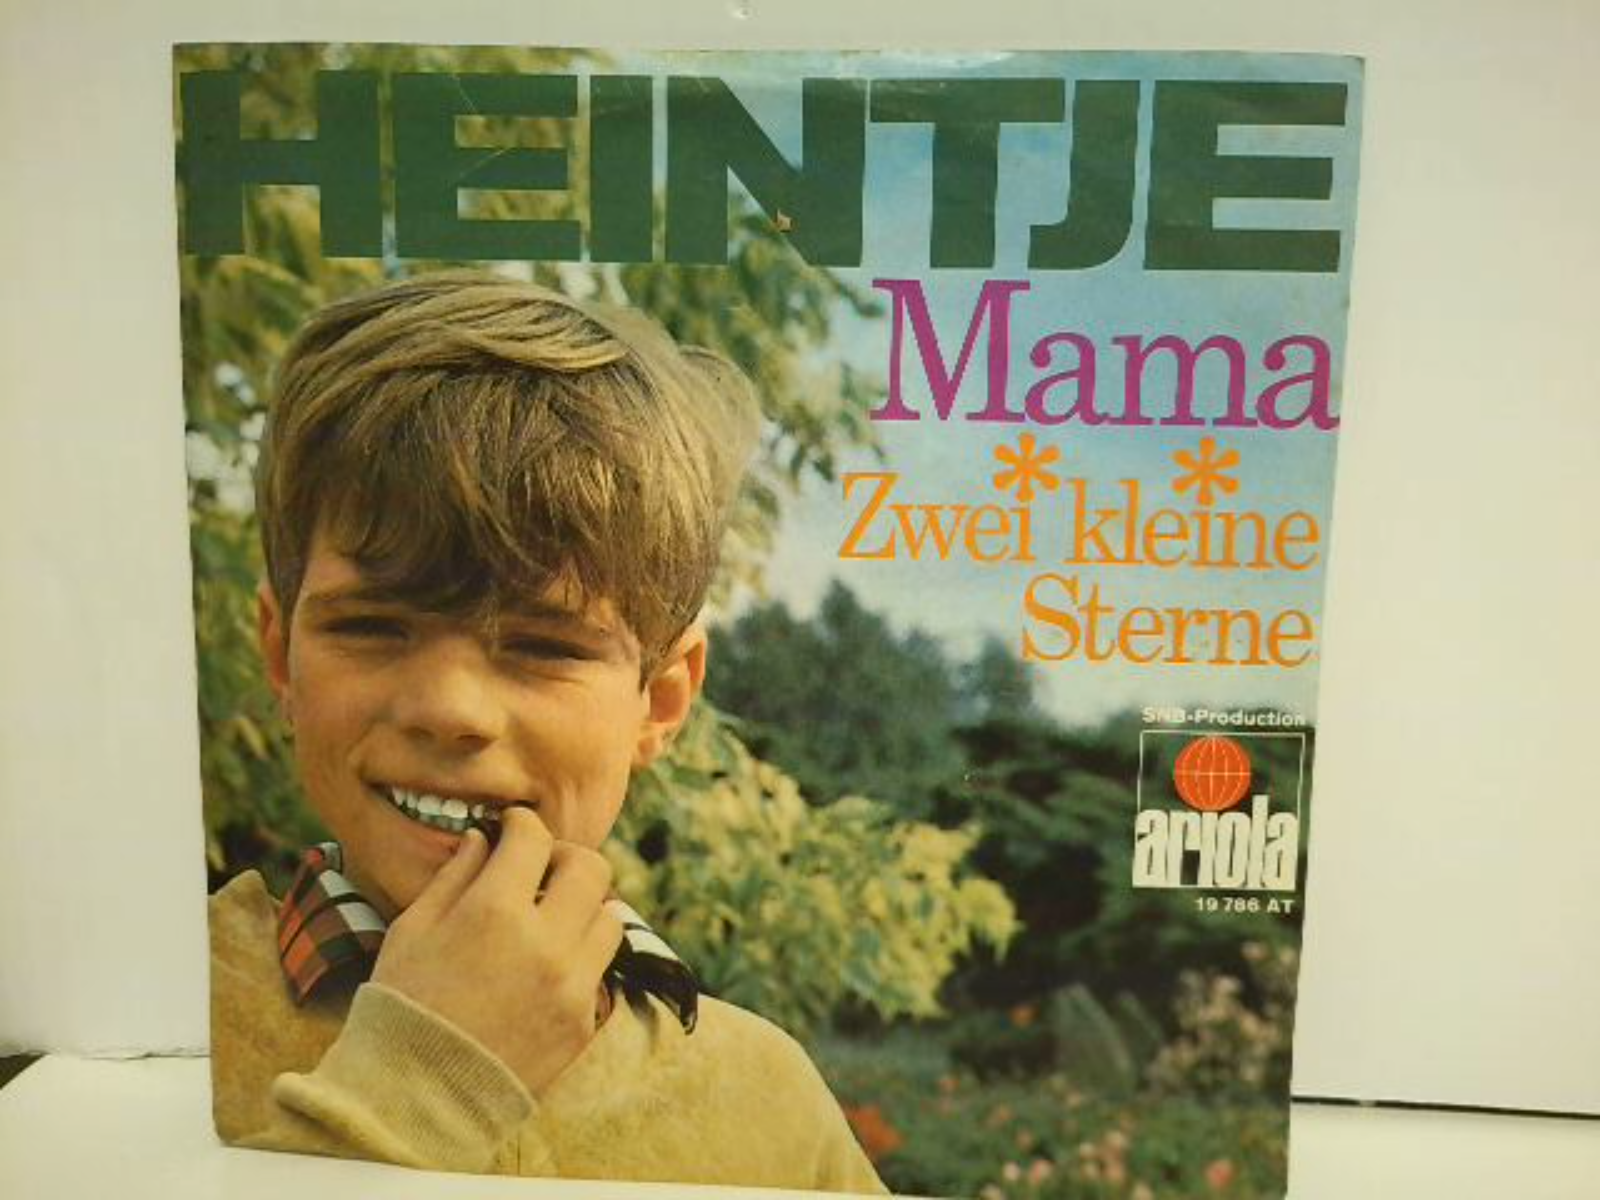 HEINTJE
Mama
Zwei kleine
Sterne
SNB-Production
ariola
19 786 AT